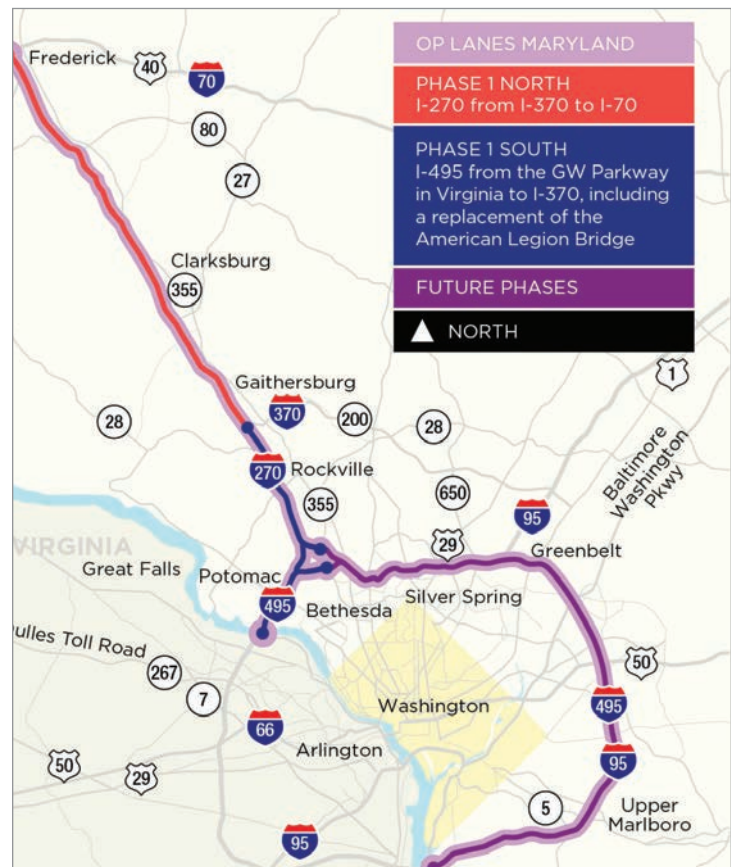 Frederick
40
70
80
27
Clarksburg
355
OP LANES MARYLAND
PHASE 1 NORTH
I-270 from I-370 to I-70
PHASE 1 SOUTH
I-495 from the GW Parkway
in Virginia to I-370, including
a replacement of the
American Legion Bridge
FUTURE PHASES
NORTH
1
Gaithersburg
370
28
200
28
270
Rockville
355
650
95
Baltimore
Washington
Pkwy
VIRGINIA
29
Greenbelt
Great Falls
Potomac
495
Bethesda
Silver Spring
ulles Toll Road
267
7
50
Washington
66
Arlington
495
50
29
95
5
Upper
Marlboro
95